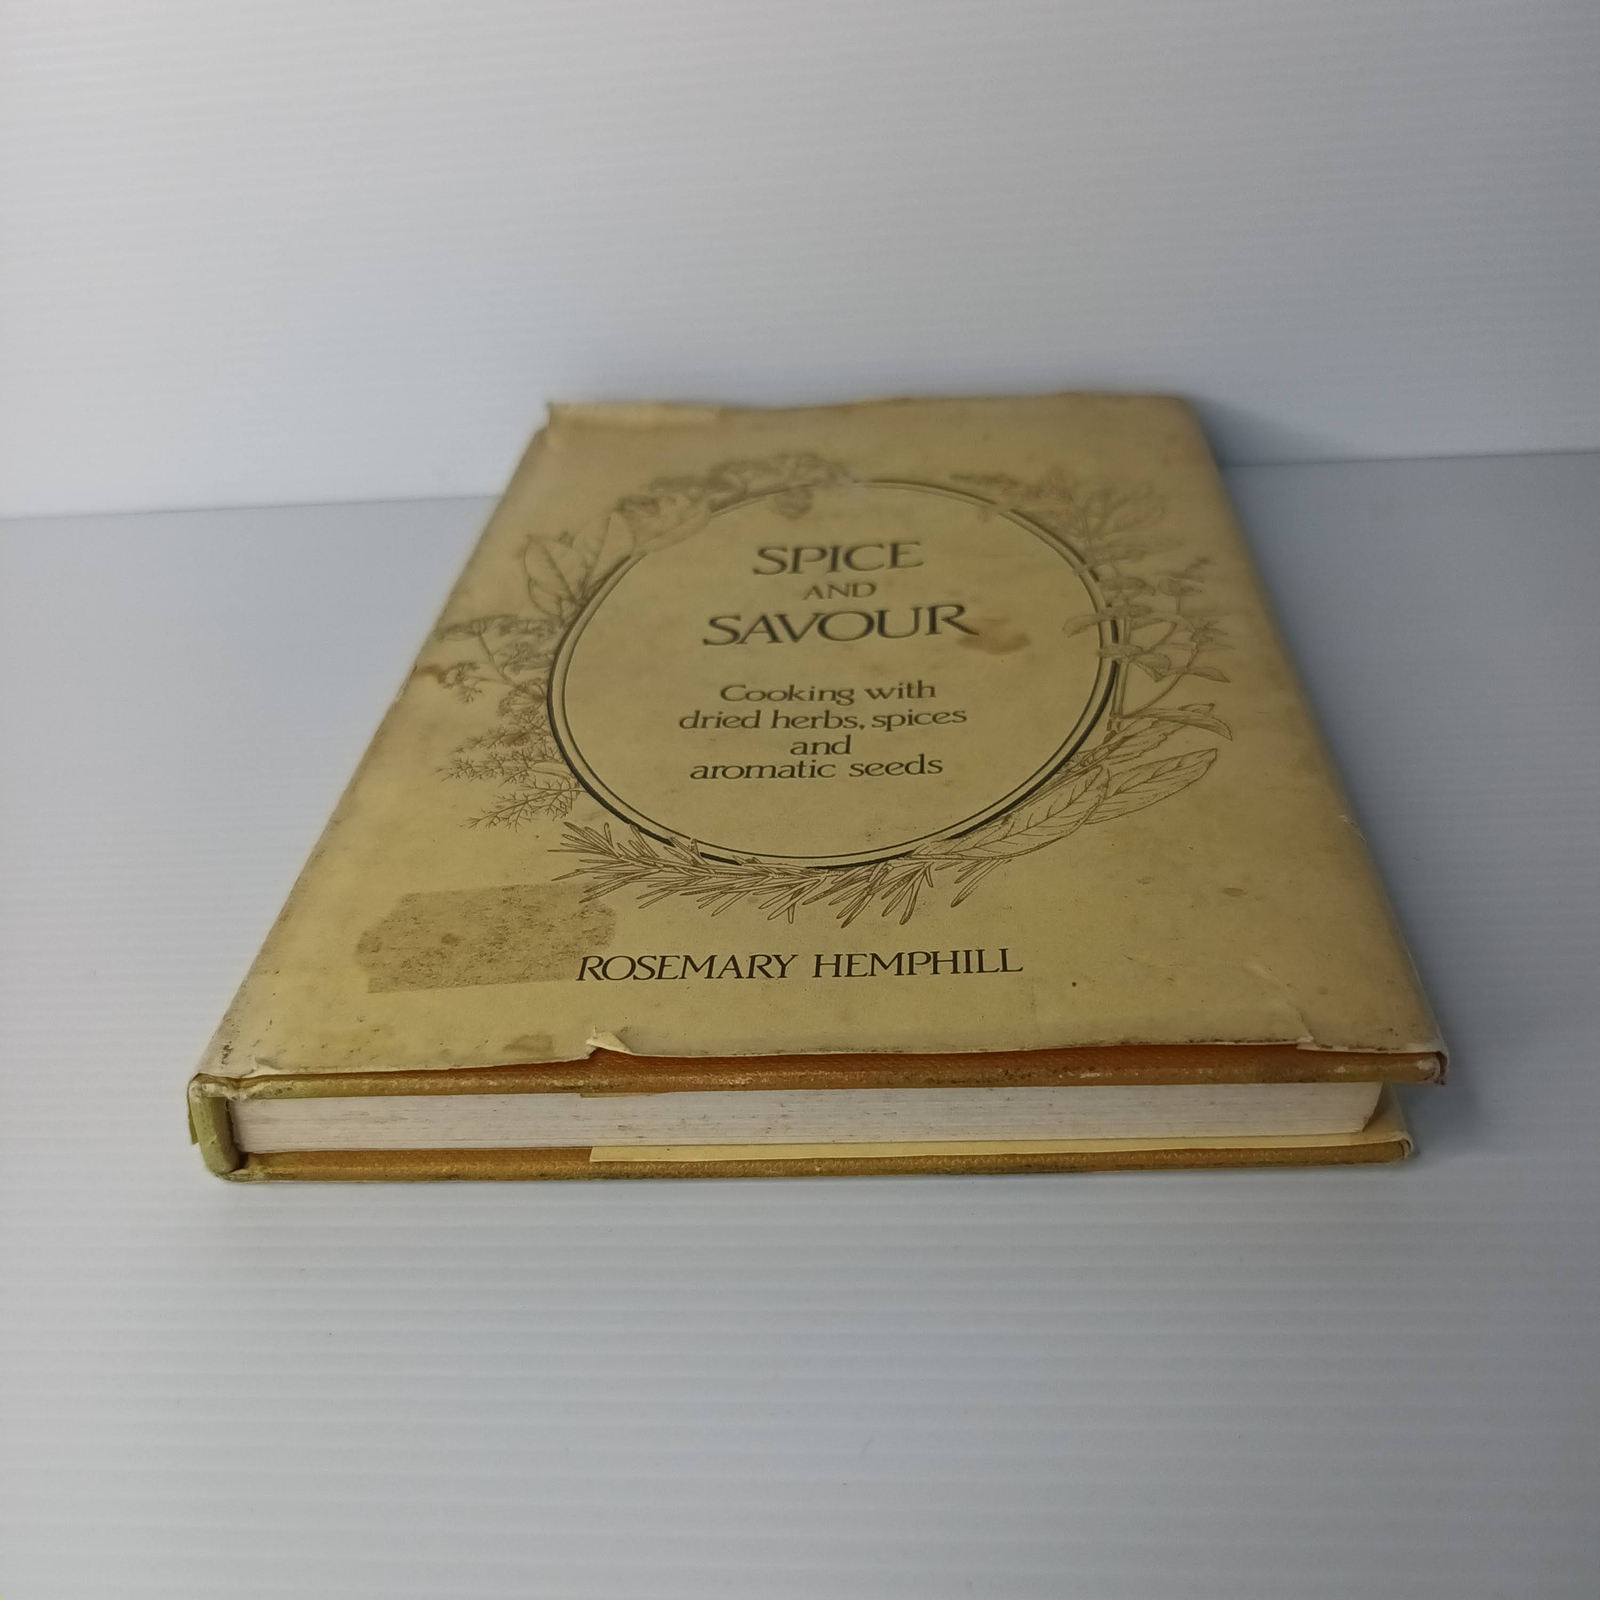 SPICE
AND
SAVOUR
Cooking with
dried herbs, spices
and
aromatic seeds
ROSEMARY HEMPHILL